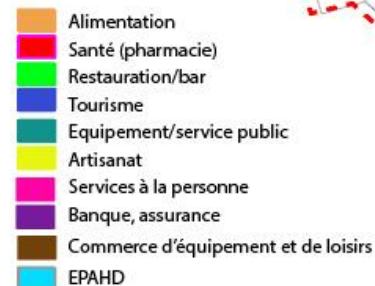 Alimentation
Santé (pharmacie)
Restauration/bar
Tourisme
Equipement/service public
Artisanat
Services à la personne
Banque, assurance
Commerce d'équipement et de loisirs
EPAHD